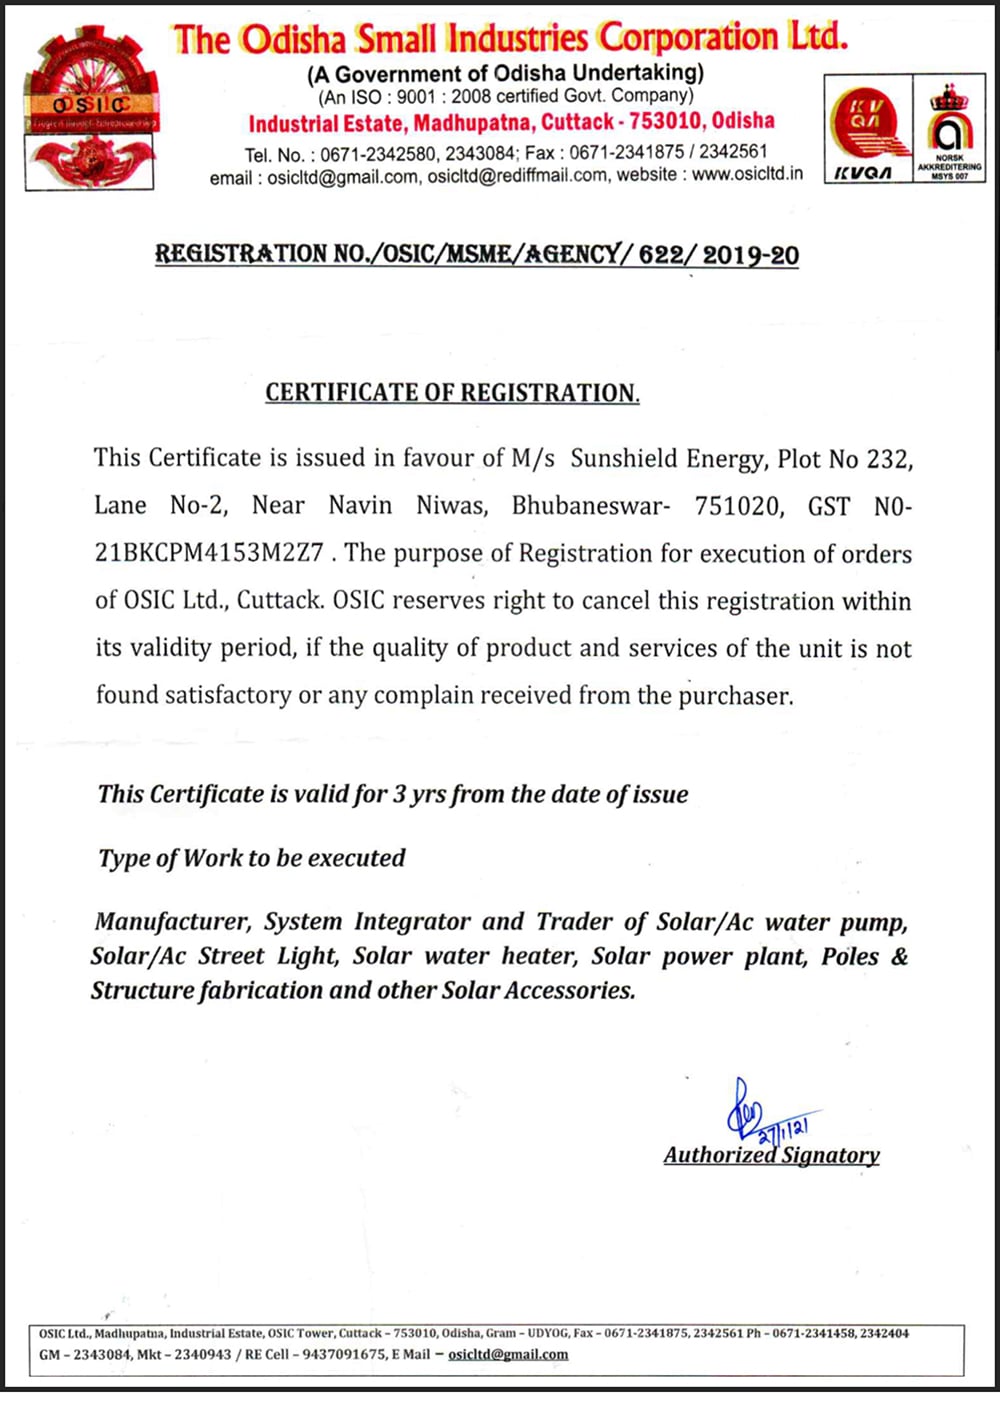 The Odisha Small Industries Corporation Ltd.
(A Government of Odisha Undertaking)
(An ISO : 9001 : 2008 certified Govt. Company)
Industrial Estate, Madhupatna, Cuttack - 753010, Odisha
Tel. No. : 0671-2342580, 2343084; Fax : 0671-2341875 / 2342561
email : osicltd@gmail.com, osicltd@rediffmail.com, website : www.osicltd.in
OSIC
KVQA
KVQA
NORSK
AKKREDITERING
MSYS 007
REGISTRATION NO./OSIC/MSME/AGENCY/ 622/ 2019-20
CERTIFICATE OF REGISTRATION.
This Certificate is issued in favour of M/s Sunshield Energy, Plot No 232,
Lane No-2, Near Navin Niwas, Bhubaneswar- 751020, GST N0-
21BKCPM4153M2Z7 . The purpose of Registration for execution of orders
of OSIC Ltd., Cuttack. OSIC reserves right to cancel this registration within
its validity period, if the quality of product and services of the unit is not
found satisfactory or any complain received from the purchaser.
This Certificate is valid for 3 yrs from the date of issue
Type of Work to be executed
Manufacturer, System Integrator and Trader of Solar/Ac water pump,
Solar/Ac Street Light, Solar water heater, Solar power plant, Poles &
Structure fabrication and other Solar Accessories.
27/1/21
Authorized Signatory
OSIC Ltd., Madhupatna, Industrial Estate, OSIC Tower, Cuttack – 753010, Odisha, Gram – UDYOG, Fax – 0671-2341875, 2342561 Ph – 0671-2341458, 2342404
GM – 2343084, Mkt – 2340943 / RE Cell – 9437091675, E Mail – osicltd@gmail.com